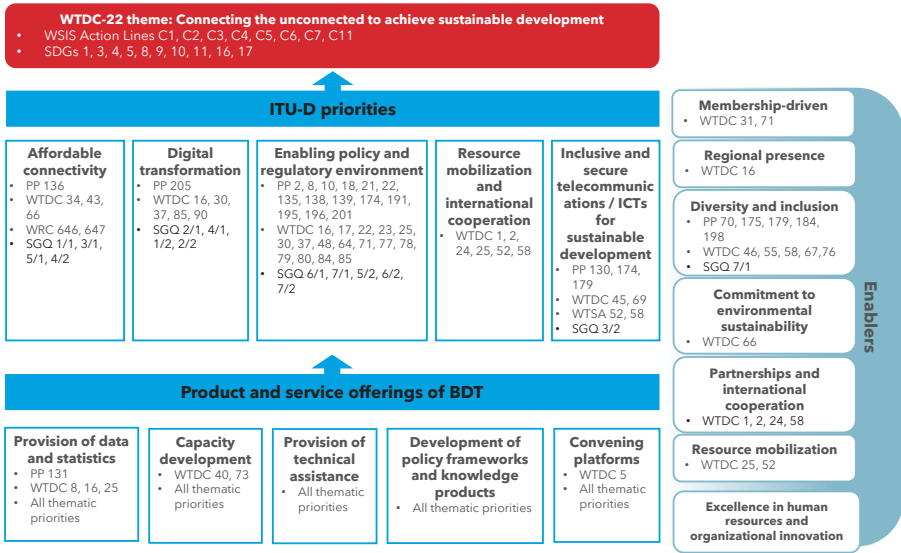 WTDC-22 theme: Connecting the unconnected to achieve sustainable development
• WSIS Action Lines C1, C2, C3, C4, C5, C6, C7, C11
• SDGs 1, 3, 4, 5, 8, 9, 10, 11, 16, 17
ITU-D priorities
Affordable
connectivity
• PP 136
• WTDC 34, 43,
66
• WRC 646, 647
• SGQ 1/1, 3/1,
5/1, 4/2
Digital
transformation
• PP 205
• WTDC 16, 30,
37, 85, 90
• SGQ 2/1, 4/1,
1/2, 2/2
Enabling policy and
regulatory environment
• PP 2, 8, 10, 18, 21, 22,
135, 138, 139, 174, 191,
195, 196, 201
• WTDC 16, 17, 22, 23, 25,
30, 37, 48, 64, 71, 77, 78,
79, 80, 84, 85
• SGQ 6/1, 7/1, 5/2, 6/2,
7/2
Resource
mobilization
and
international
cooperation
• WTDC 1, 2,
24, 25, 52, 58
Inclusive and
secure
telecommunic
ations / ICTs
for
sustainable
development
• PP 130, 174,
179
• WTDC 45, 69
• WTSA 52, 58
• SGQ 3/2
Product and service offerings of BDT
Provision of data
and statistics
• PP 131
• WTDC 8, 16, 25
• All thematic
priorities
Capacity
development
• WTDC 40, 73
• All thematic
priorities
Provision of
technical
assistance
• All thematic
priorities
Development of
policy frameworks
and knowledge
products
• All thematic priorities
Convening
platforms
• WTDC 5
• All thematic
priorities
Membership-driven
• WTDC 31, 71
Regional presence
• WTDC 16
Diversity and inclusion
• PP 70, 175, 179, 184,
198
• WTDC 46, 55, 58, 67,76
• SGQ 7/1
Commitment to
environmental
sustainability
• WTDC 66
Partnerships and
international
cooperation
• WTDC 1, 2, 24, 58
Resource mobilization
• WTDC 25, 52
Excellence in human
resources and
organizational innovation
Enablers